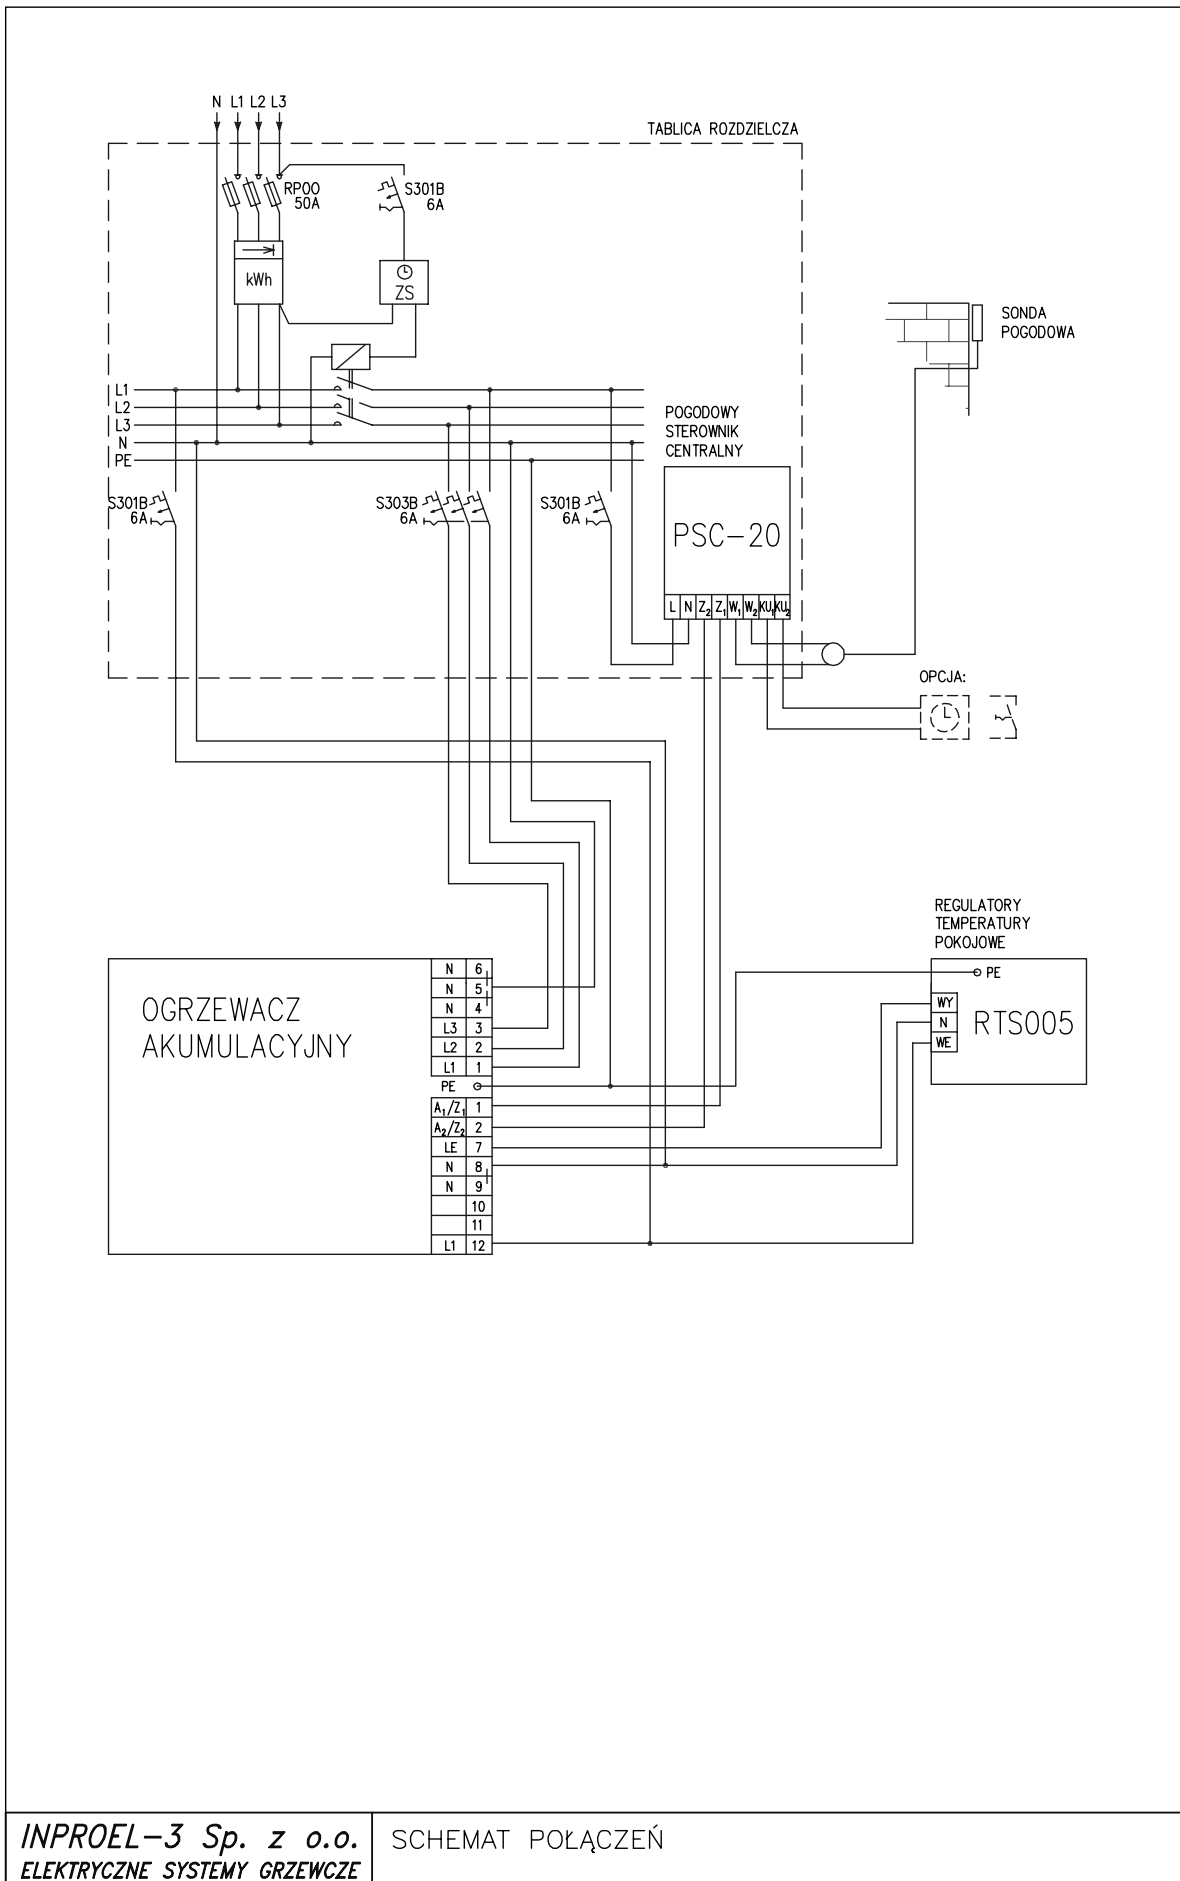 N L1 L2 L3
TABLICA ROZDZIELCZA
RP00
50A
S301B
6A
kWh
ZS
SONDA
POGODOWA
L1
L2
L3
N
PE
POGODOWY
STEROWNIK
CENTRALNY
S301B
6A
S303B
6A
S301B
6A
PSC-20
L N Z2 Z1 W1 W2 KU1 KU2
OPCJA:
REGULATORY
TEMPERATURY
POKOJOWE
OGRZEWACZ
AKUMULACYJNY
N 6
N 5
N 4
L3 3
L2 2
L1 1
PE
A1/Z1 1
A2/Z2 2
LE 7
N 8
N 9
10
11
L1 12
PE
WY
N
WE
RTS005
INPROEL-3 Sp. z o.o.
ELEKTRYCZNE SYSTEMY GRZEWCZE
SCHEMAT POŁĄCZEŃ